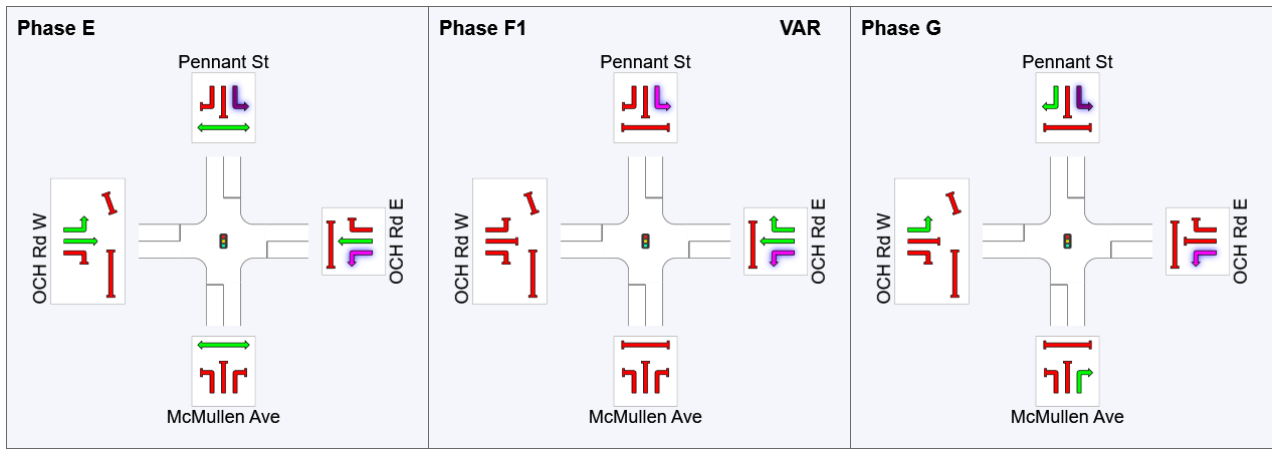 Phase E
Pennant St
OCH Rd W
OCH Rd E
McMullen Ave
Phase F1
VAR
Pennant St
OCH Rd W
OCH Rd E
McMullen Ave
Phase G
Pennant St
OCH Rd W
OCH Rd E
McMullen Ave